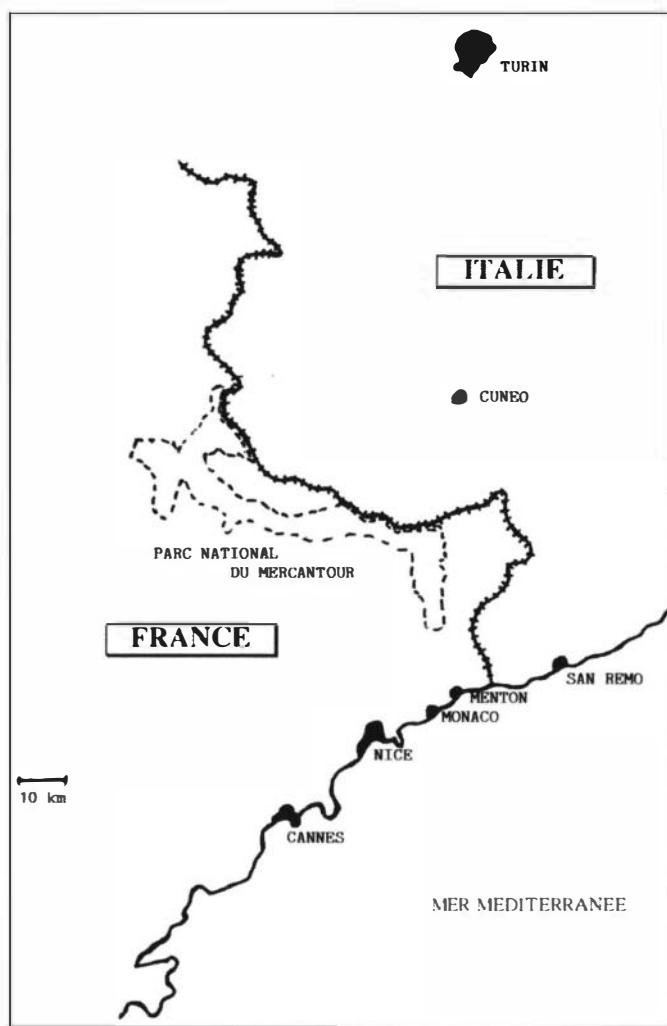 TURIN
ITALIE
CUNEO
PARC NATIONAL
DU MERCANTOUR
FRANCE
SAN REMO
MENTON
MONACO
NICE
10 km
CANNES
MER MEDITERRANEE